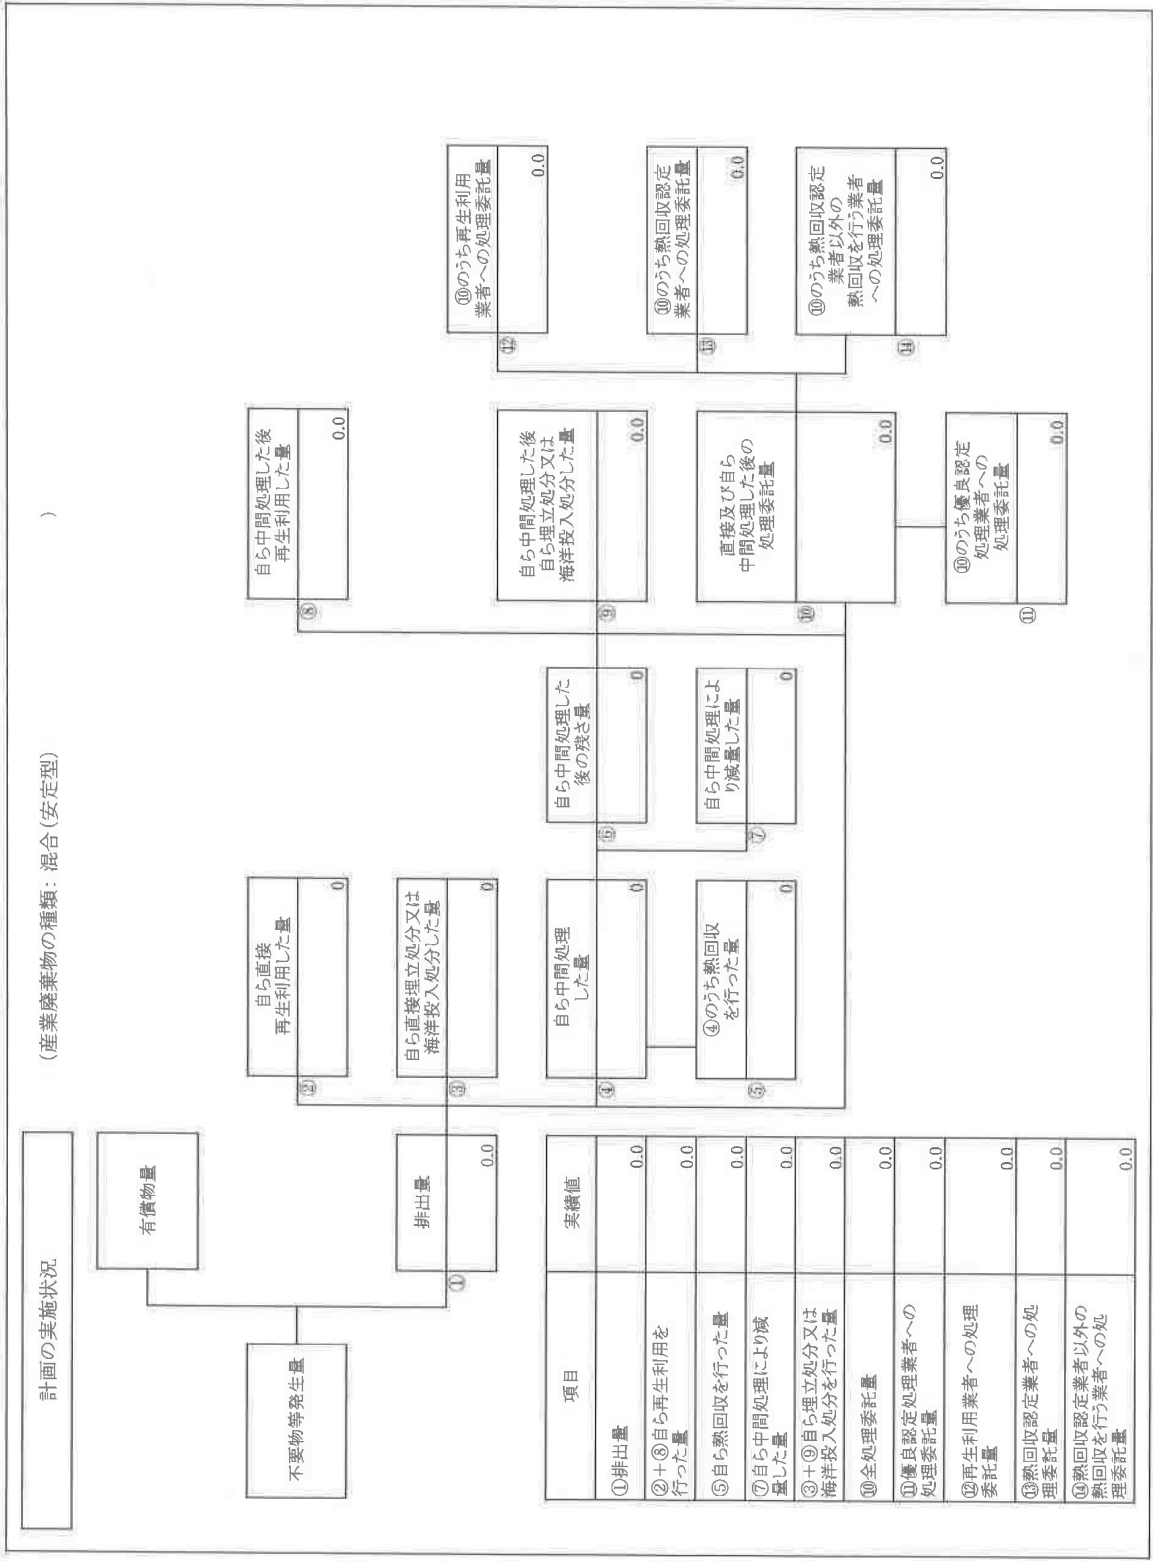 計画の実施状況
(産業廃棄物の種類: 混合(安定型)
)
不要物等発生量
有償物量
①
排出量
0.0
②
自ら直接
再生利用した量
0
③
自ら直接埋立処分又は
海洋投入処分した量
0
④
自ら中間処理
した量
0
⑤
④のうち熱回収
を行った量
0
⑥
自ら中間処理した
後の残さ量
0
⑦
自ら中間処理によ
り減量した量
0
⑧
自ら中間処理した後
再生利用した量
0.0
⑨
自ら中間処理した後
自ら埋立処分又は
海洋投入処分した量
0.0
⑩
直接及び自ら
中間処理した後の
処理委託量
0.0
⑪
⑩のうち優良認定
処理業者への
処理委託量
0.0
⑫
⑩のうち再生利用
業者への処理委託量
0.0
⑬
⑩のうち熱回収認定
業者への処理委託量
0.0
⑭
⑩のうち熱回収認定
業者以外の
熱回収を行う業者
への処理委託量
0.0
項目
実績値
①排出量
0.0
②+⑧自ら再生利用を
行った量
0.0
⑤自ら熱回収を行った量
0.0
⑦自ら中間処理により減
量した量
0.0
③+⑨自ら埋立処分又は
海洋投入処分を行った量
0.0
⑩全処理委託量
0.0
⑪優良認定処理業者への
処理委託量
0.0
⑫再生利用業者への処理
委託量
0.0
⑬熱回収認定業者への処
理委託量
0.0
⑭熱回収認定業者以外の
熱回収を行う業者への処
理委託量
0.0